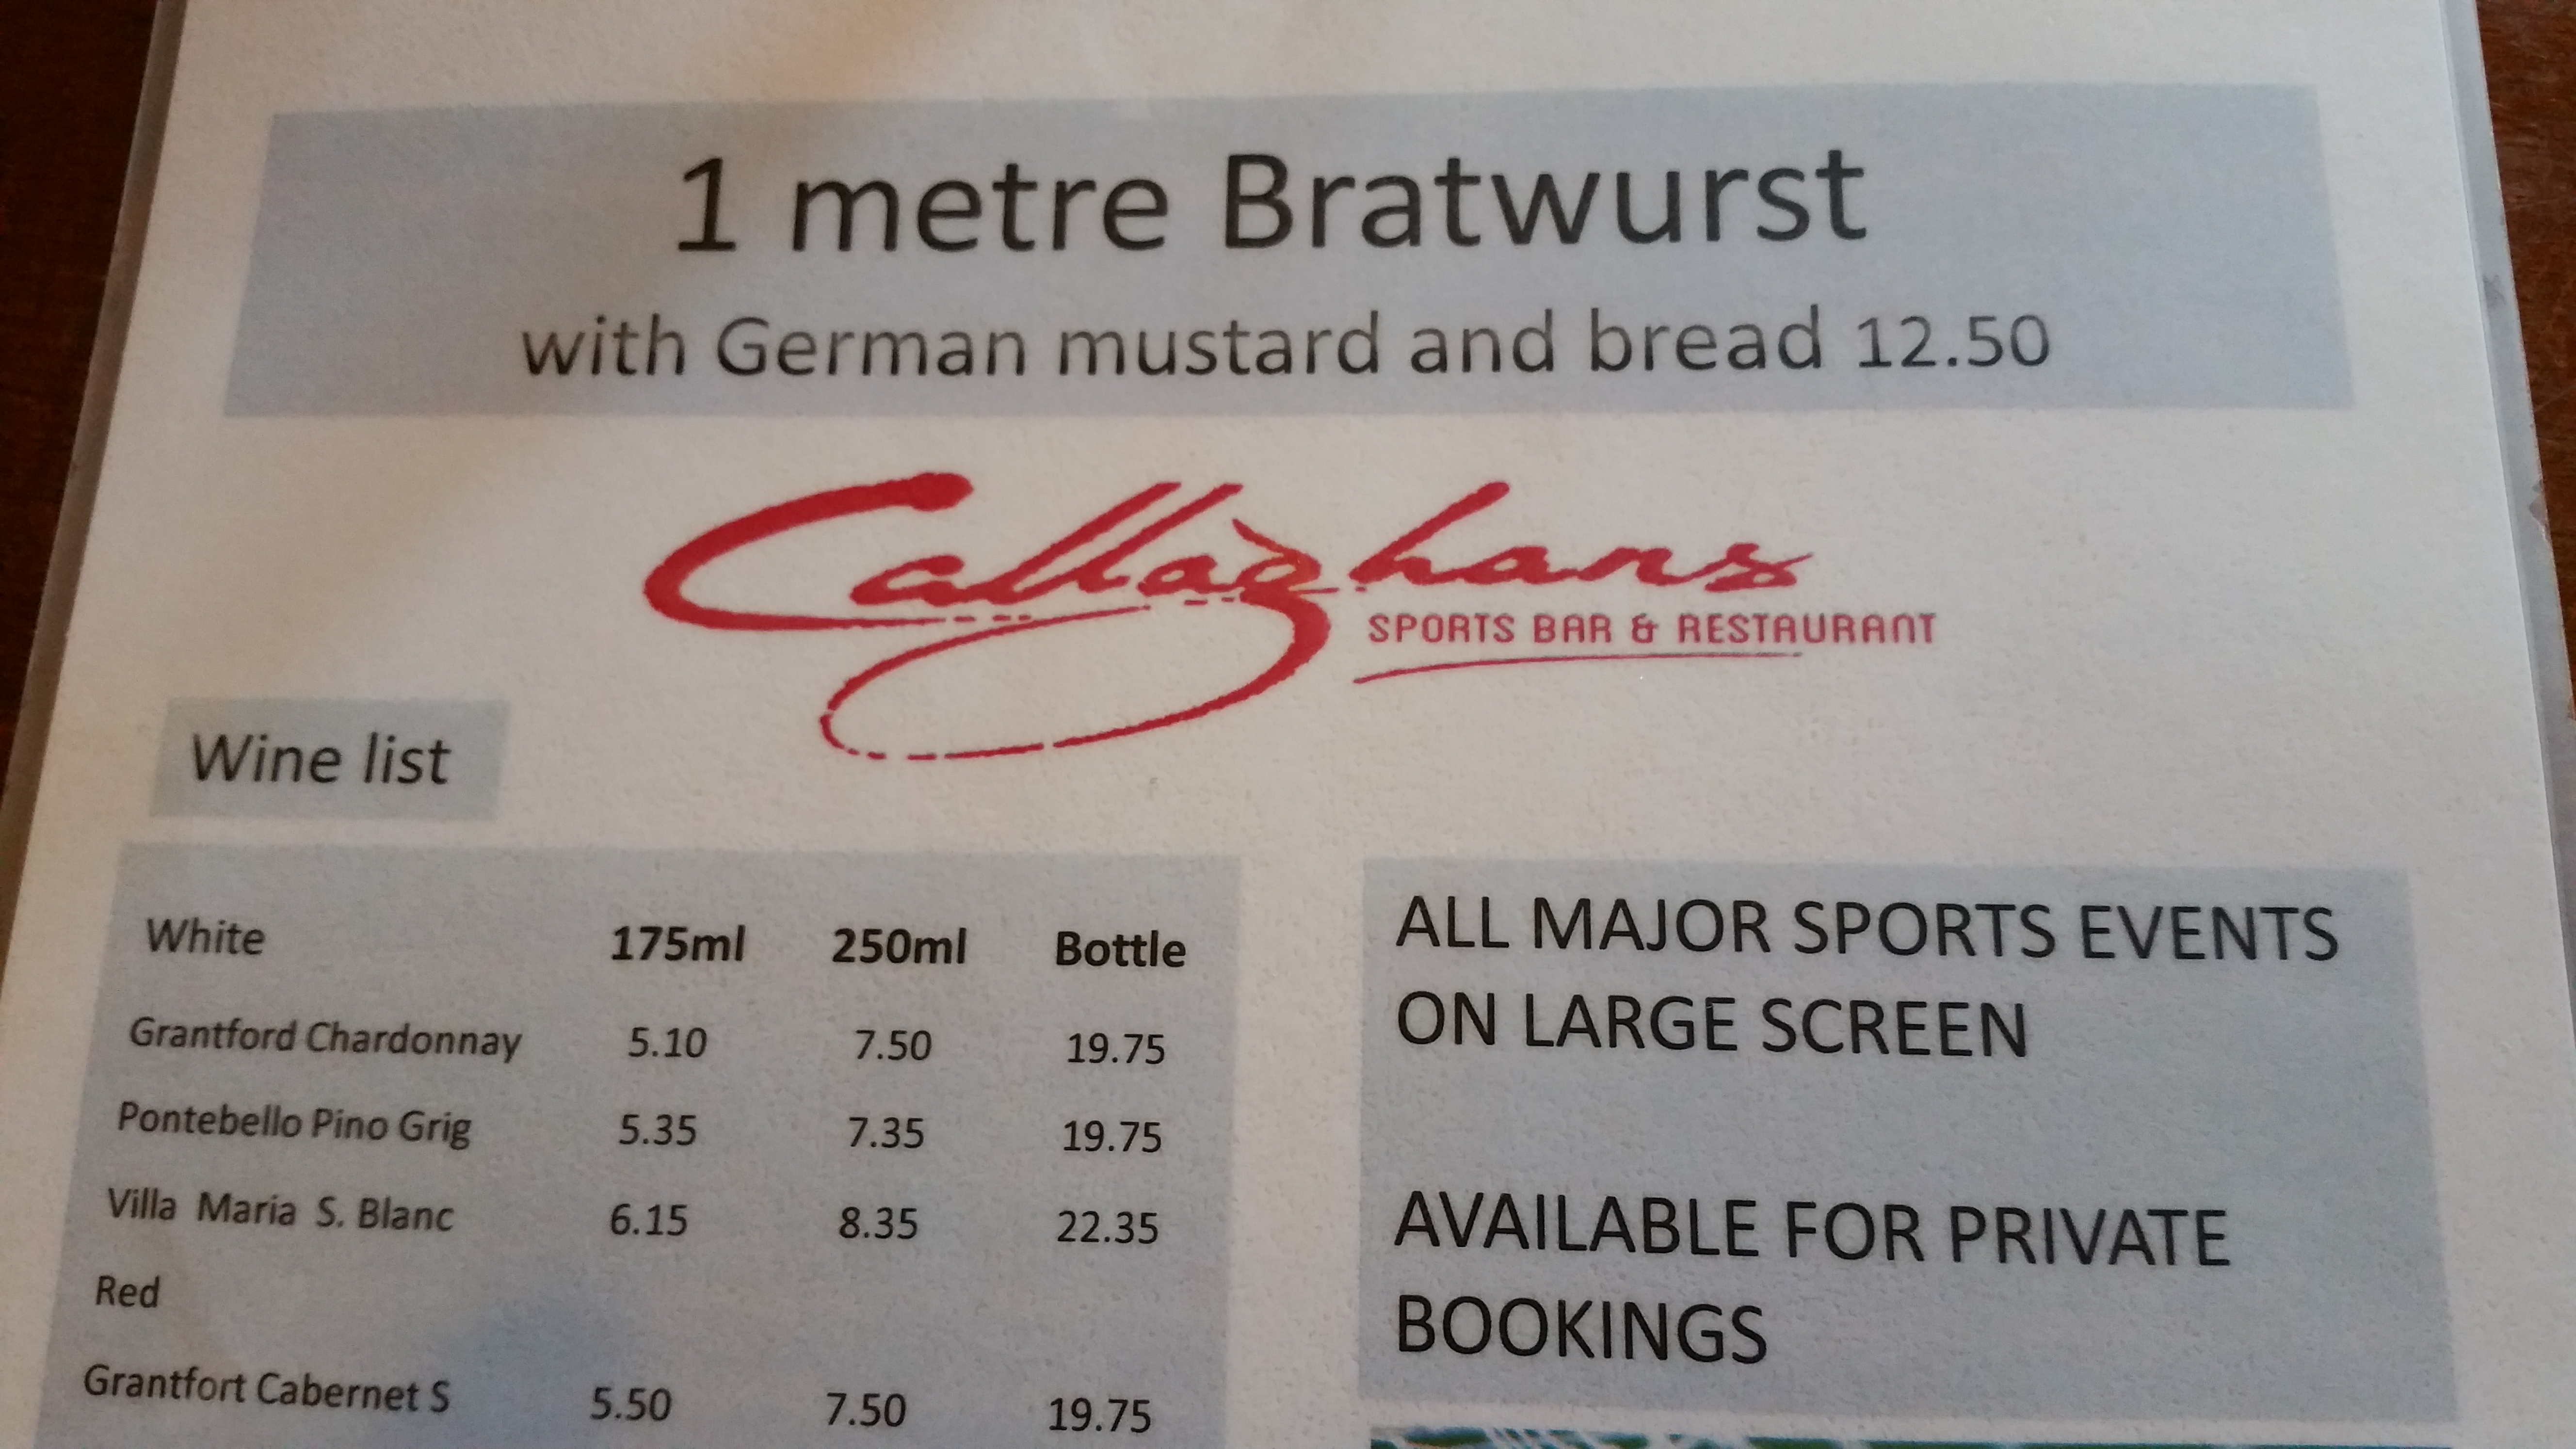 1 metre Bratwurst
with German mustard and bread 12.50
Callaghans
SPORTS BAR & RESTAURANT
Wine list
White 175ml 250ml Bottle
Grantford Chardonnay 5.10 7.50 19.75
Pontebello Pino Grig 5.35 7.35 19.75
Villa Maria S. Blanc 6.15 8.35 22.35
Red
Grantfort Cabernet S 5.50 7.50 19.75
ALL MAJOR SPORTS EVENTS
ON LARGE SCREEN
AVAILABLE FOR PRIVATE
BOOKINGS